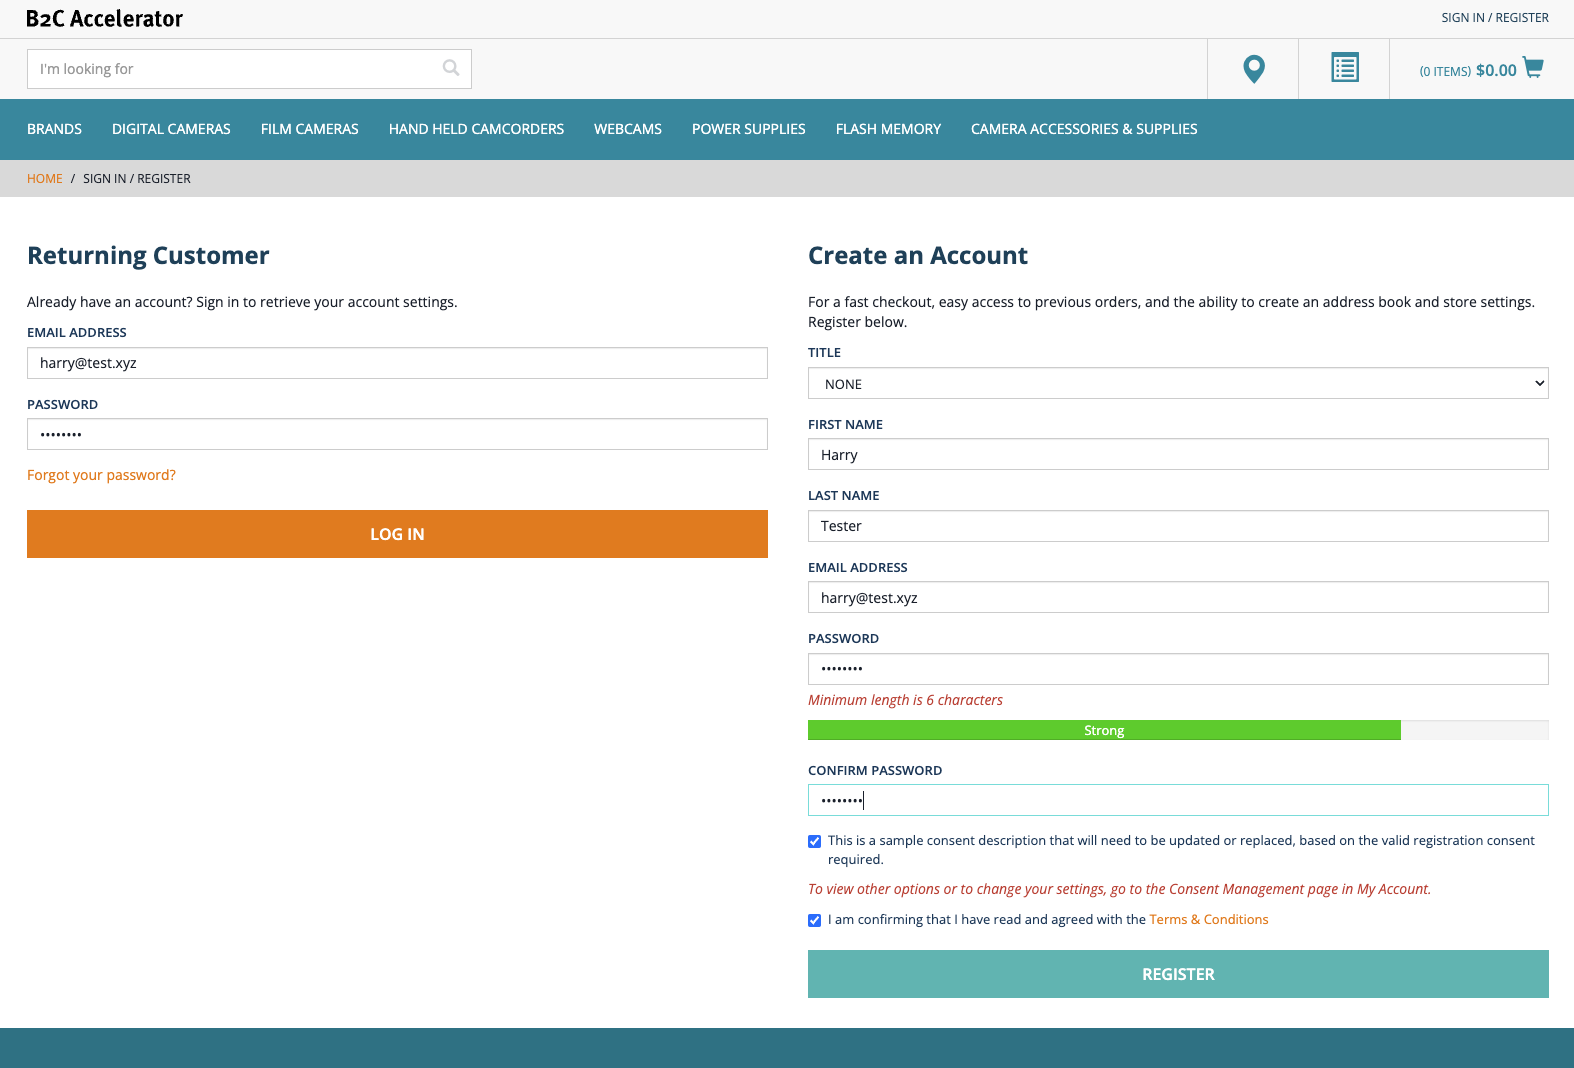 B2C Accelerator
SIGN IN / REGISTER
I'm looking for
(0 ITEMS) $0.00
BRANDS DIGITAL CAMERAS FILM CAMERAS HAND HELD CAMCORDERS WEBCAMS POWER SUPPLIES FLASH MEMORY CAMERA ACCESSORIES & SUPPLIES
HOME / SIGN IN / REGISTER
Returning Customer
Already have an account? Sign in to retrieve your account settings.
EMAIL ADDRESS
harry@test.xyz
PASSWORD
••••••••
Forgot your password?
LOG IN
Create an Account
For a fast checkout, easy access to previous orders, and the ability to create an address book and store settings.
Register below.
TITLE
NONE
FIRST NAME
Harry
LAST NAME
Tester
EMAIL ADDRESS
harry@test.xyz
PASSWORD
••••••••
Minimum length is 6 characters
Strong
CONFIRM PASSWORD
••••••••
This is a sample consent description that will need to be updated or replaced, based on the valid registration consent
required.
To view other options or to change your settings, go to the Consent Management page in My Account.
I am confirming that I have read and agreed with the Terms & Conditions
REGISTER